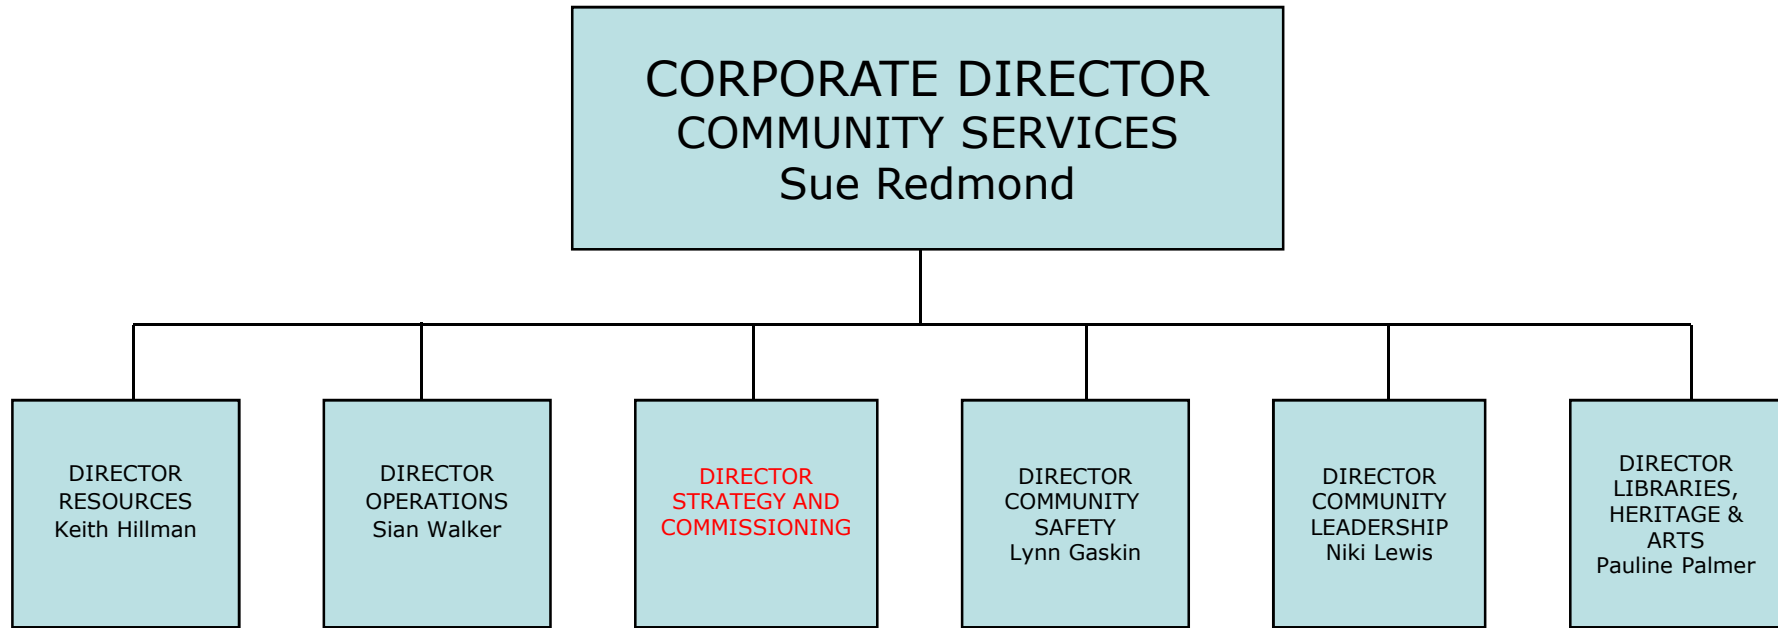 CORPORATE DIRECTOR
COMMUNITY SERVICES
Sue Redmond
DIRECTOR
RESOURCES
Keith Hillman
DIRECTOR
OPERATIONS
Sian Walker
DIRECTOR
STRATEGY AND
COMMISSIONING
DIRECTOR
COMMUNITY
SAFETY
Lynn Gaskin
DIRECTOR
COMMUNITY
LEADERSHIP
Niki Lewis
DIRECTOR
LIBRARIES,
HERITAGE &
ARTS
Pauline Palmer